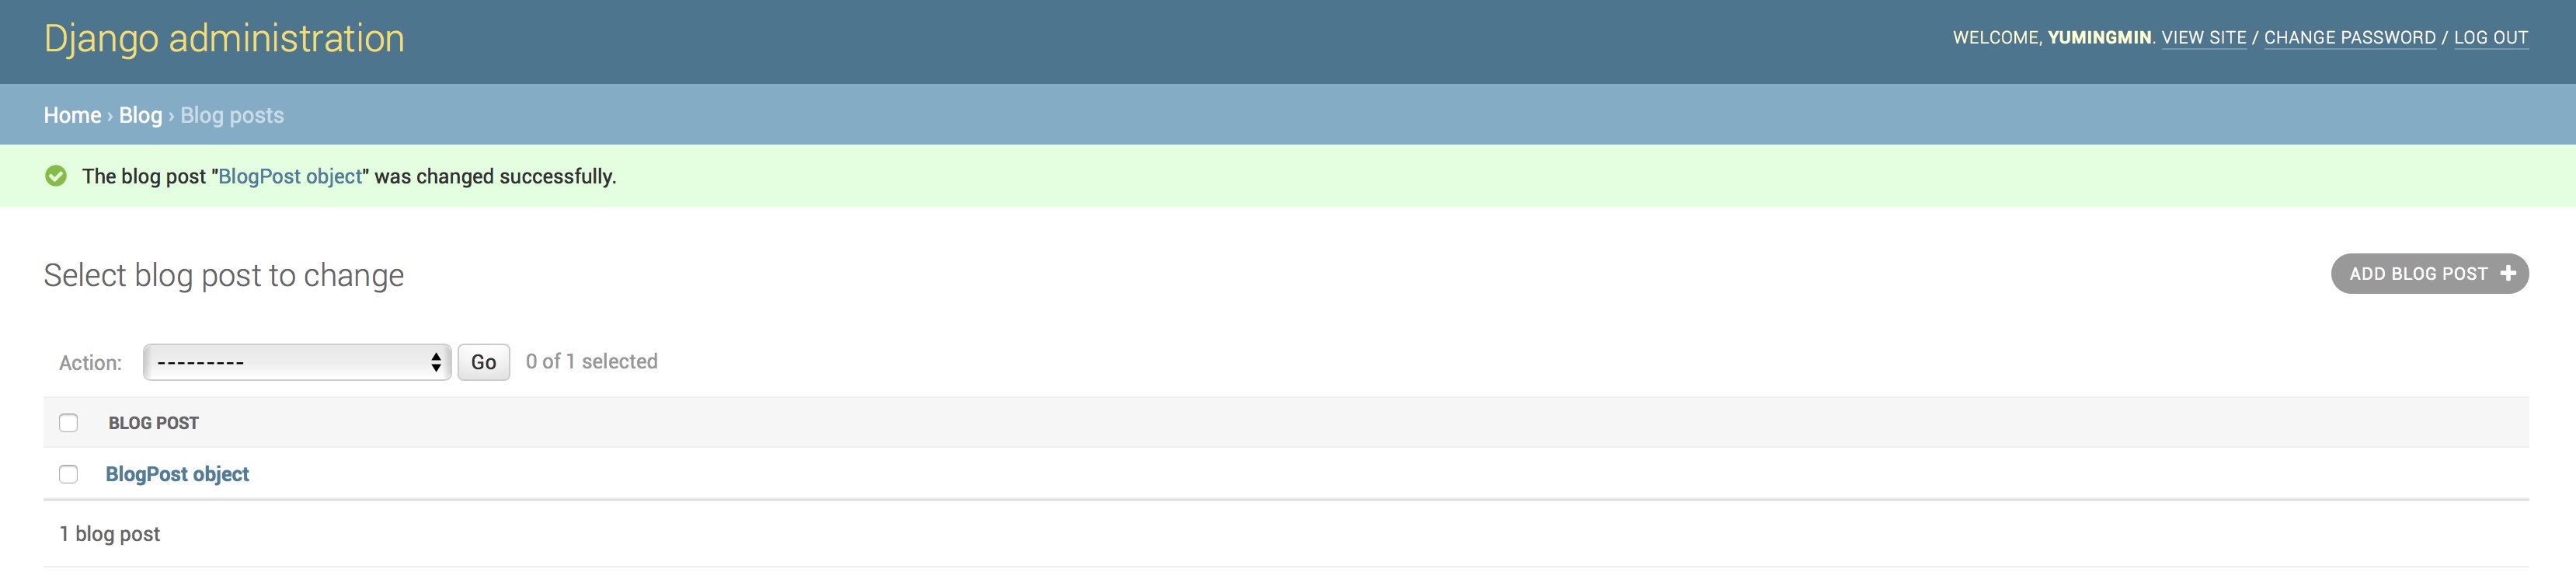 Django administration
WELCOME, YUMINGMIN. VIEW SITE / CHANGE PASSWORD / LOG OUT
Home › Blog › Blog posts
The blog post "BlogPost object" was changed successfully.
Select blog post to change
ADD BLOG POST +
Action: --------- Go 0 of 1 selected
BLOG POST
BlogPost object
1 blog post